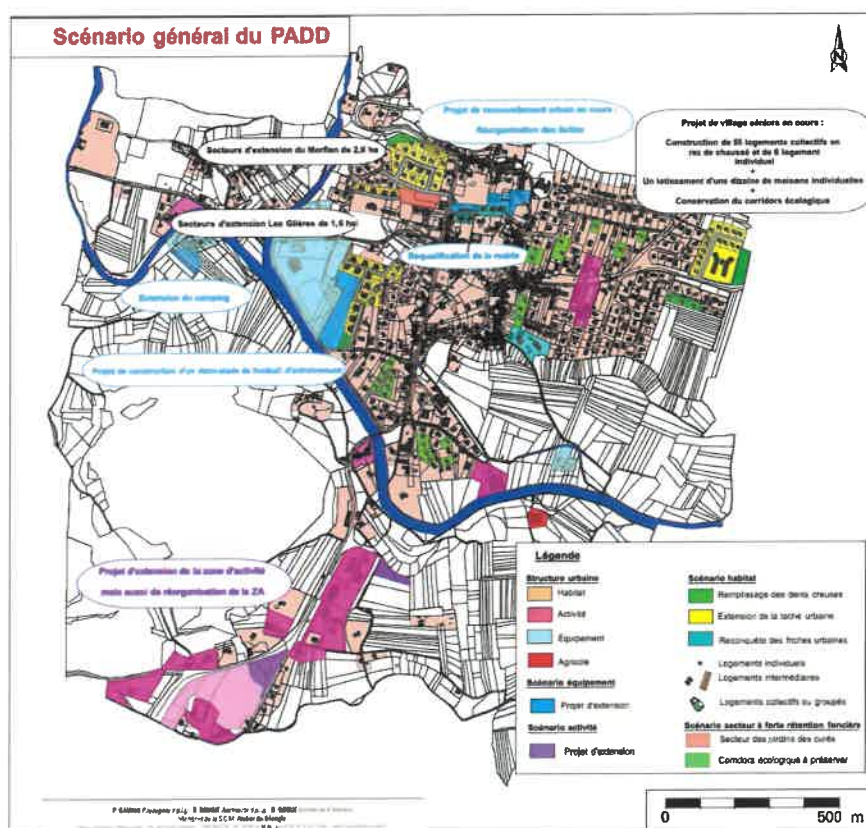 Scénario général du PADD
Projet de renouvellement urbain en cours
Réorganisation des
Projet de village séniors en cours :
Construction de 55 logements collectifs en
rez de chaussé et de 6 logement
individuel
+
Un lotissement d'une dizaine de maisons individuelles
+
Conservation du corridors écologique
Secteurs d'extension du Morflan de 2,8 ha
Secteurs d'extension Les Glières de 1,6 ha
Requalification de la mairie
Extension du camping
Projet de construction d'un stade de football d'entraînement
Projet d'extension de la zone d'activité
mais aussi de réorganisation de la ZA
Légende
Structure urbaine
Habitat
Activité
Equipement
Agricole
Scénario équipement
Projet d'extension
Scénario activité
Projet d'extension
Scénario habitat
Remplissage des dents creuses
Extension de la tache urbaine
Reconquête des friches urbaines
Logements individuels
Logements intermédiaires
Logements collectifs ou groupés
Scénario secteur à forte rétention foncière
Secteur des jardins des curés
Corridors écologique à préserver
0
500 m